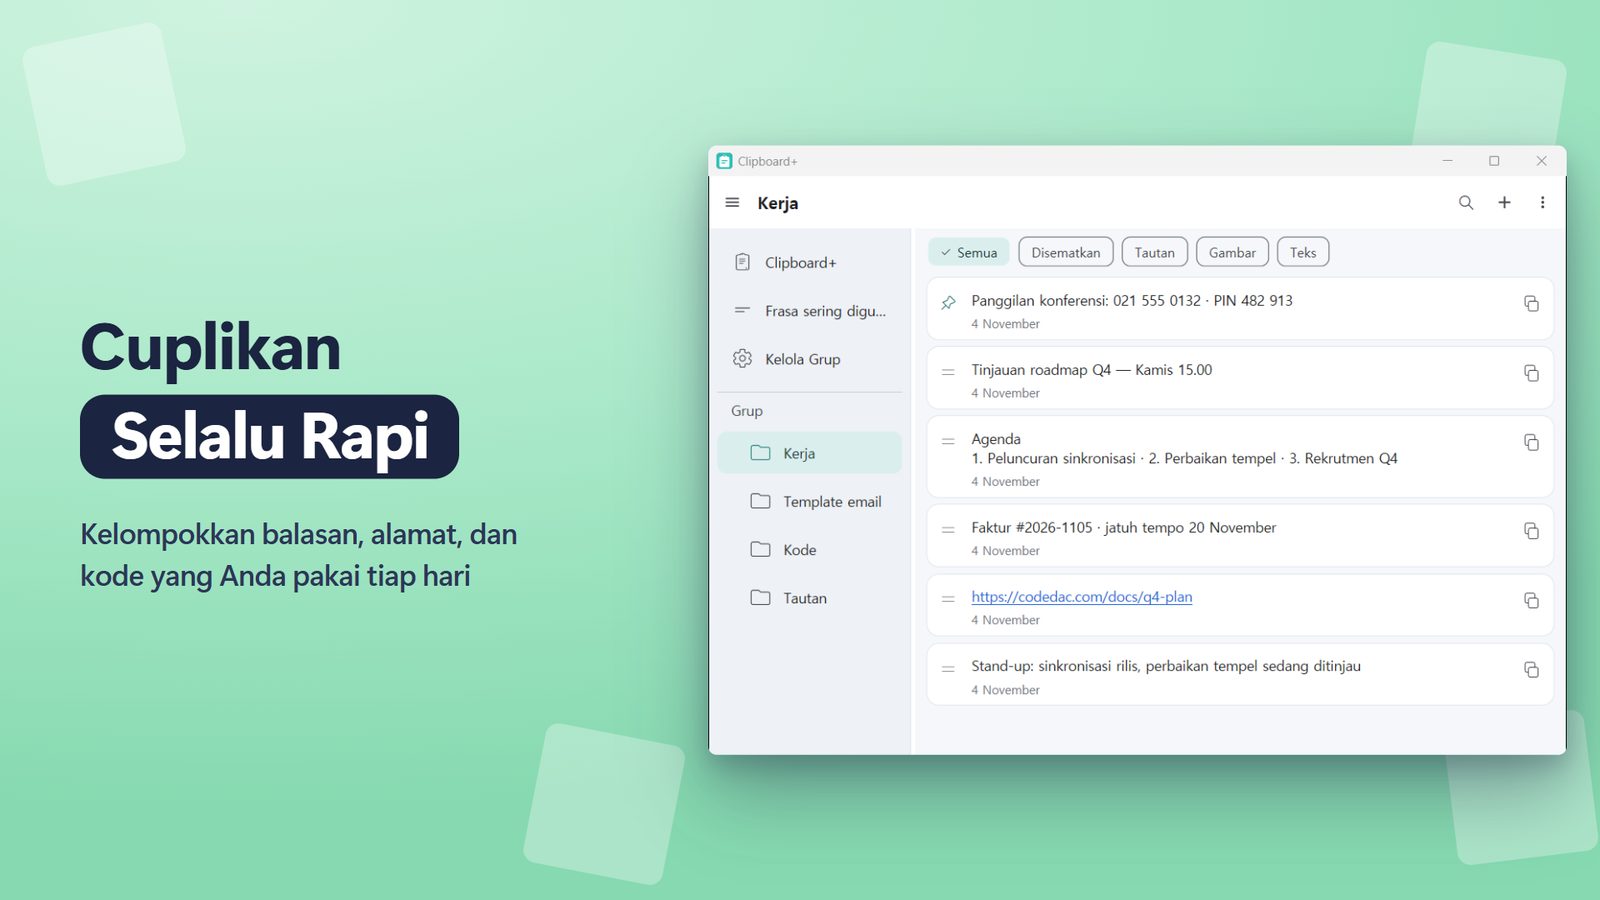 Cuplikan
Selalu Rapi
Kelompokkan balasan, alamat, dan
kode yang Anda pakai tiap hari
Clipboard+
Kerja
Clipboard+
Frasa sering digu...
Kelola Grup
Grup
Kerja
Template email
Kode
Tautan
Semua
Disematkan
Tautan
Gambar
Teks
Panggilan konferensi: 021 555 0132 · PIN 482 913
4 November
Tinjauan roadmap Q4 — Kamis 15.00
4 November
Agenda
1. Peluncuran sinkronisasi · 2. Perbaikan tempel · 3. Rekrutmen Q4
4 November
Faktur #2026-1105 · jatuh tempo 20 November
4 November
https://codedac.com/docs/q4-plan
4 November
Stand-up: sinkronisasi rilis, perbaikan tempel sedang ditinjau
4 November